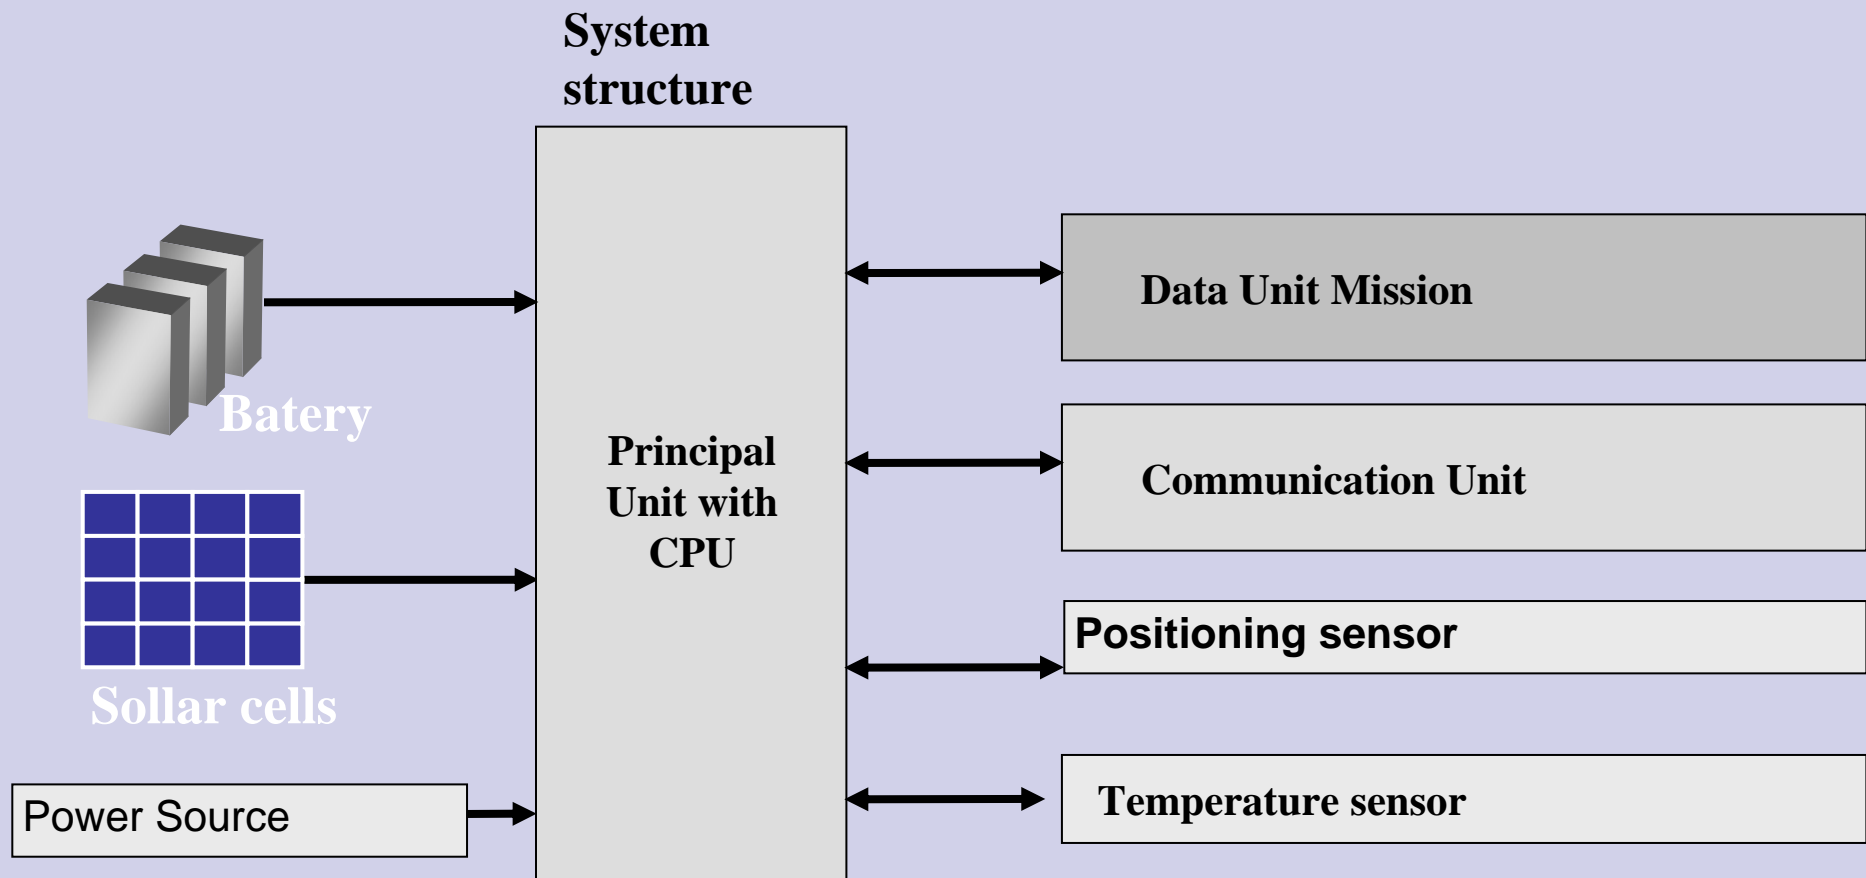 System
structure
Batery
Sollar cells
Power Source
Principal
Unit with
CPU
Data Unit Mission
Communication Unit
Positioning sensor
Temperature sensor